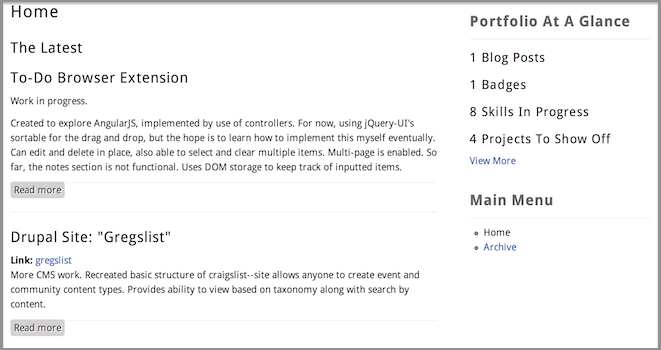 Home
The Latest
To-Do Browser Extension
Work in progress.
Created to explore AngularJS, implemented by use of controllers. For now, using jQuery-UI's
sortable for the drag and drop, but the hope is to learn how to implement this myself eventually.
Can edit and delete in place, also able to select and clear multiple items. Multi-page is enabled. So
far, the notes section is not functional. Uses DOM storage to keep track of inputted items.
Read more
Drupal Site: "Gregslist"
Link: gregslist
More CMS work. Recreated basic structure of craigslist--site allows anyone to create event and
community content types. Provides ability to view based on taxonomy along with search by
content.
Read more
Portfolio At A Glance
1 Blog Posts
1 Badges
8 Skills In Progress
4 Projects To Show Off
View More
Main Menu
Home
Archive